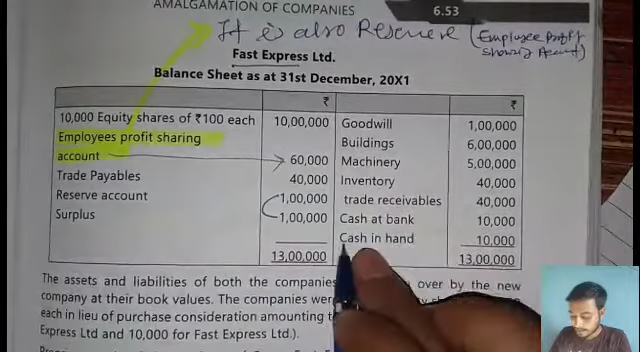 AMALGAMATION OF COMPANIES 6.53
It is also Reserve (Employee Profit
sharing Account)
Fast Express Ltd.
Balance Sheet as at 31st December, 20X1
₹ ₹
10,000 Equity shares of ₹100 each 10,00,000 Goodwill 1,00,000
Employees profit sharing Buildings 6,00,000
account 60,000 Machinery 5,00,000
Trade Payables 40,000 Inventory 40,000
Reserve account 1,00,000 trade receivables 40,000
Surplus 1,00,000 Cash at bank 10,000
Cash in hand 10,000
13,00,000 13,00,000
The assets and liabilities of both the companies over by the new
company at their book values. The companies were
each in lieu of purchase consideration amounting
Express Ltd and 10,000 for Fast Express Ltd.).